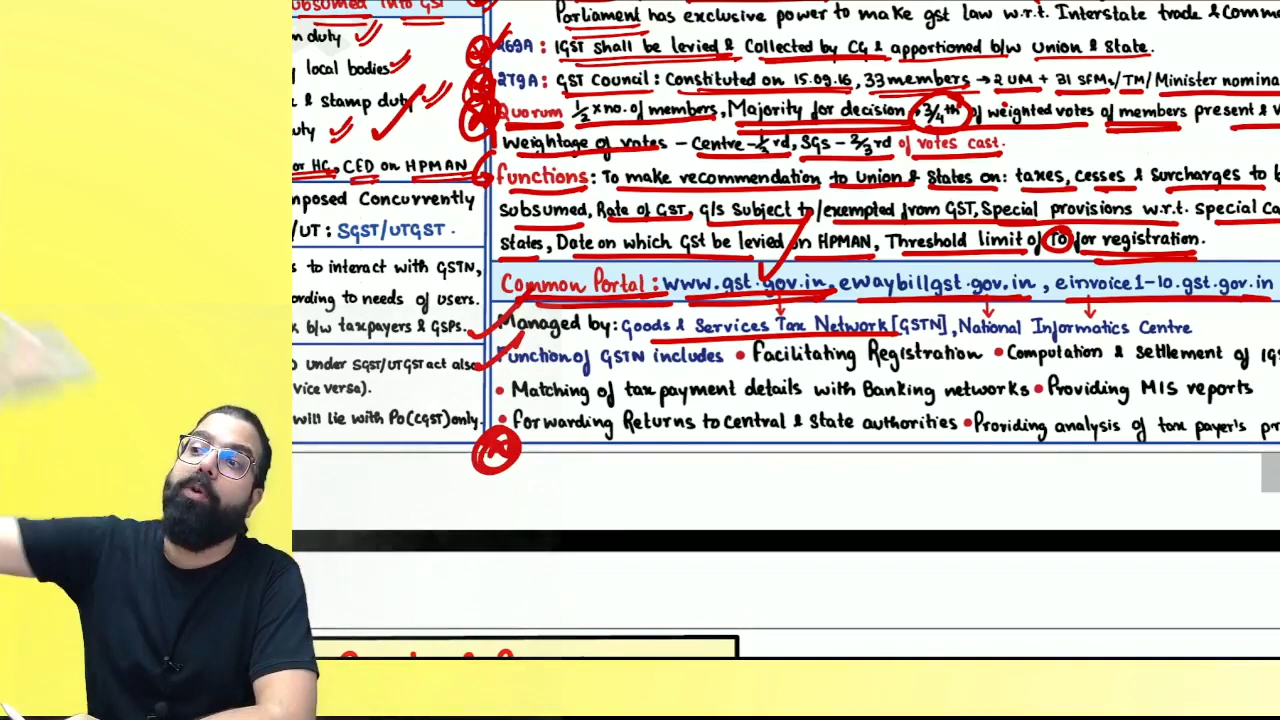 subsumed into GST
duty
local bodies
& stamp duty
uty
or HC, CED on HPMAN
mposed Concurrently
/UT: SGST/UTGST.
s to interact with GSTN,
ording to needs of users.
k b/w taxpayers & GSPs.
under SGST/UTGST act also
vice versa).
will lie with PO(CGST) only.
Parliament has exclusive power to make gst law w.r.t. Interstate trade & Comm
269A: IGST shall be levied & Collected by CG & apportioned b/w Union & State.
279A: GST Council: Constituted on 15.09.16, 33 members → 2 UM + 31 SFMs/TM/Minister nomina
Quorum 1/2 x no. of members, Majority for decision 3/4th of weighted votes of members present &
Weightage of votes - Centre - 1/3rd, SGs - 2/3rd of votes cast.
Functions: To make recommendation to Union & States on: taxes, cesses & surcharges to b
subsumed, Rate of GST, g/s subject to/exempted from GST, Special provisions w.r.t. special Ca
states, Date on which GST be levied on HPMAN, Threshold limit of TO for registration.
Common Portal: www.gst.gov.in, ewaybillgst.gov.in, einvoice1-10.gst.gov.in
Managed by: Goods & Services Tax Network [GSTN], National Informatics Centre
Function of GSTN includes • Facilitating Registration • Computation & settlement of IGS
• Matching of tax payment details with Banking networks • Providing MIS reports
• Forwarding Returns to Central & State authorities • Providing analysis of tax payer's pr